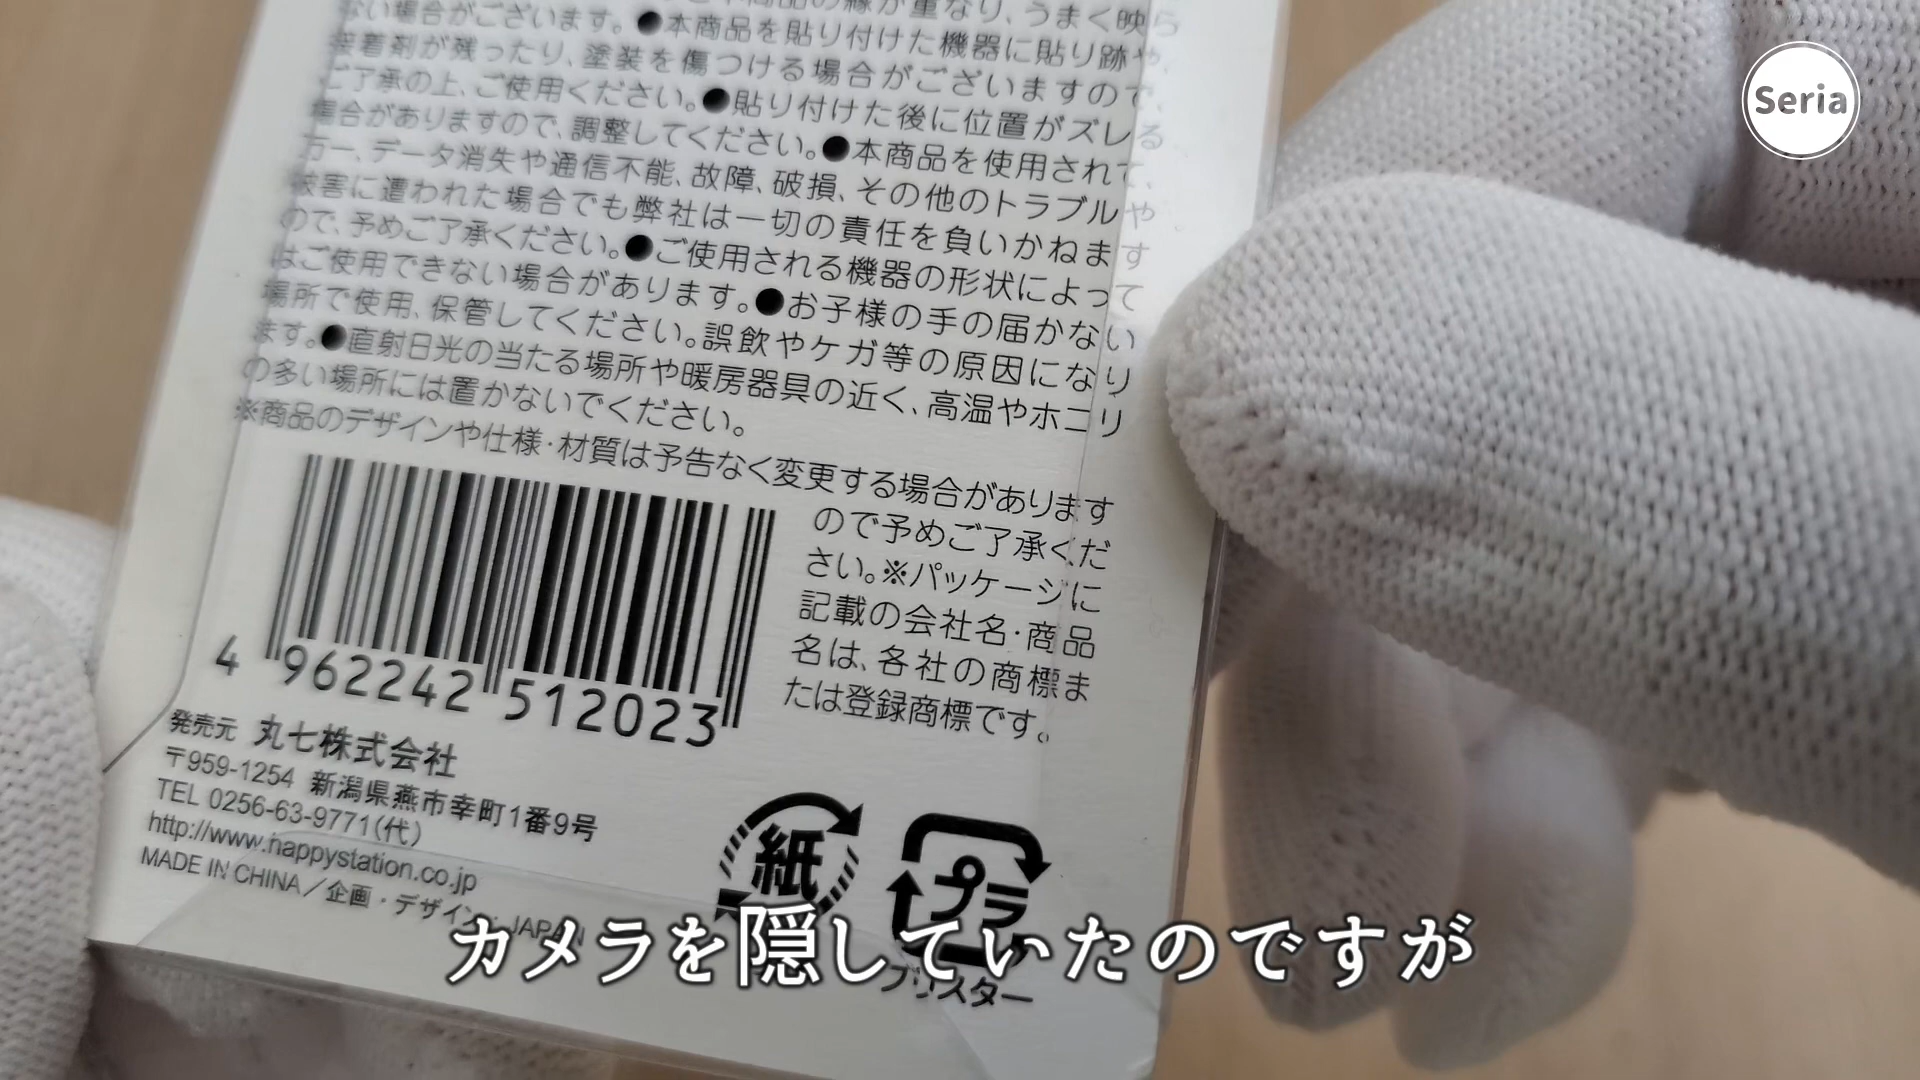 の縁が重なり、うまく映ら
ない場合がございます。●本商品を貼り付けた機器に貼り跡や、
接着剤が残ったり、塗装を傷つける場合がございますので、
ご了承の上、ご使用ください。●貼り付けた後に位置がズレる
場合がありますので、調整してください。●本商品を使用されて、
万一、データ消失や通信不能、故障、破損、その他のトラブルや
被害に遭われた場合でも弊社は一切の責任を負いかねます
ので、予めご了承ください。●ご使用される機器の形状によって
はご使用できない場合があります。●お子様の手の届かない
場所で使用、保管してください。誤飲やケガ等の原因になり
ます。●直射日光の当たる場所や暖房器具の近く、高温やホコリ
の多い場所には置かないでください。
※商品のデザインや仕様・材質は予告なく変更する場合があります
ので予めご了承くだ
さい。※パッケージに
記載の会社名・商品
名は、各社の商標ま
たは登録商標です。
4 962242 512023
発売元 丸七株式会社
〒959-1254 新潟県燕市幸町1番9号
TEL 0256-63-9771(代)
http://www.happystation.co.jp
MADE IN CHINA/企画・デザイン:JAPAN
紙
プラ
ブリスター
Seria
カメラを隠していたのですが